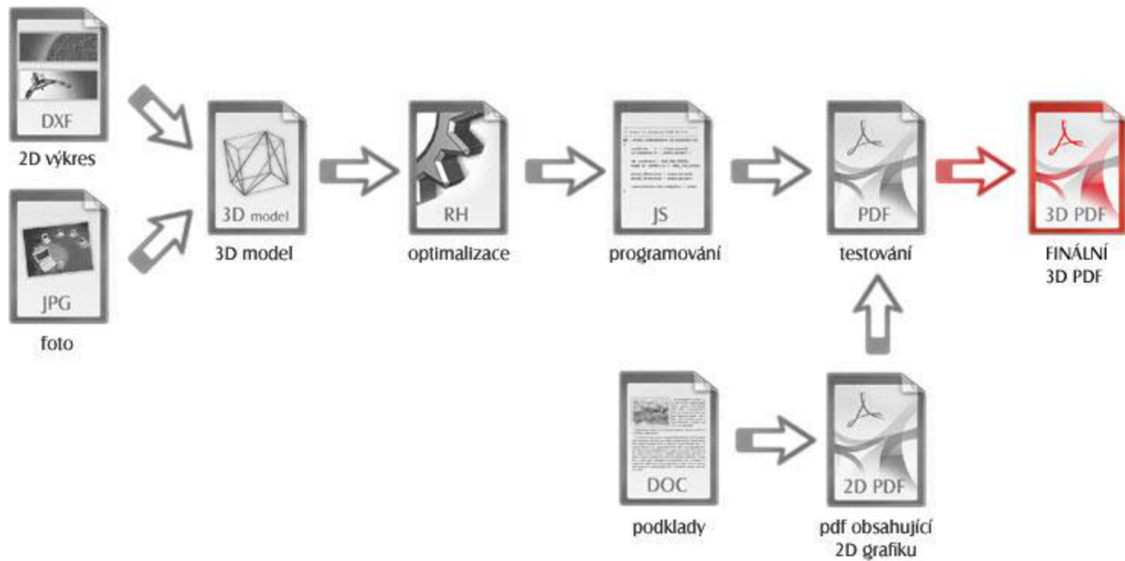 DXF
2D výkres
JPG
foto
3D model
3D model
RH
optimalizace
JS
programování
PDF
testování
3D PDF
FINÁLNÍ
3D PDF
DOC
podklady
2D PDF
pdf obsahující
2D grafiku